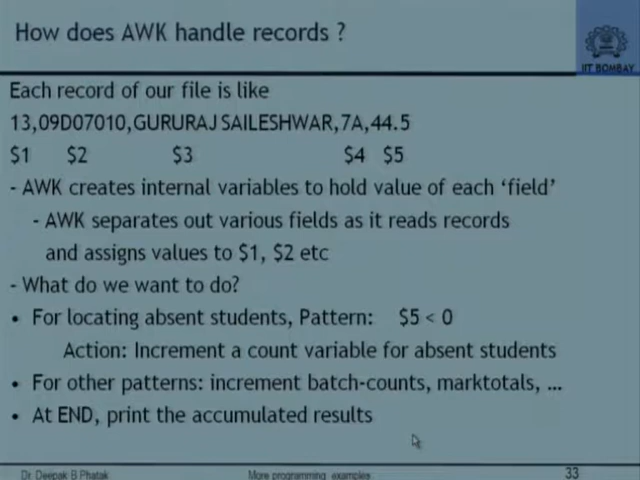 How does AWK handle records ?
IIT BOMBAY
Each record of our file is like
13,09D07010,GURURAJ SAILESHWAR,7A,44.5
$1 $2 $3 $4 $5
- AWK creates internal variables to hold value of each ‘field’
- AWK separates out various fields as it reads records
and assigns values to $1, $2 etc
- What do we want to do?
• For locating absent students, Pattern: $5 < 0
Action: Increment a count variable for absent students
• For other patterns: increment batch-counts, marktotals, ...
• At END, print the accumulated results
Dr. Deepak B Phatak More programming examples 33